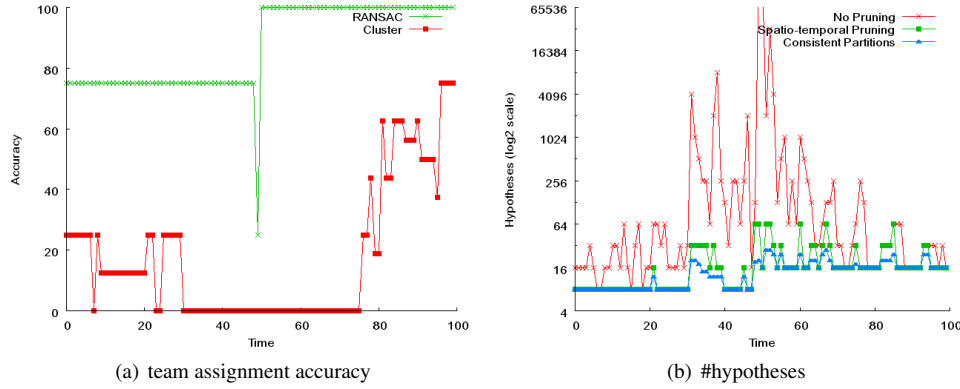 100
80
60
40
20
0
Accuracy
RANSAC
Cluster
0 20 40 60 80 100
Time
(a) team assignment accuracy
65536
16384
4096
1024
256
64
16
4
Hypotheses (log2 scale)
No Pruning
Spatio-temporal Pruning
Consistent Partitions
0 20 40 60 80 100
Time
(b) #hypotheses